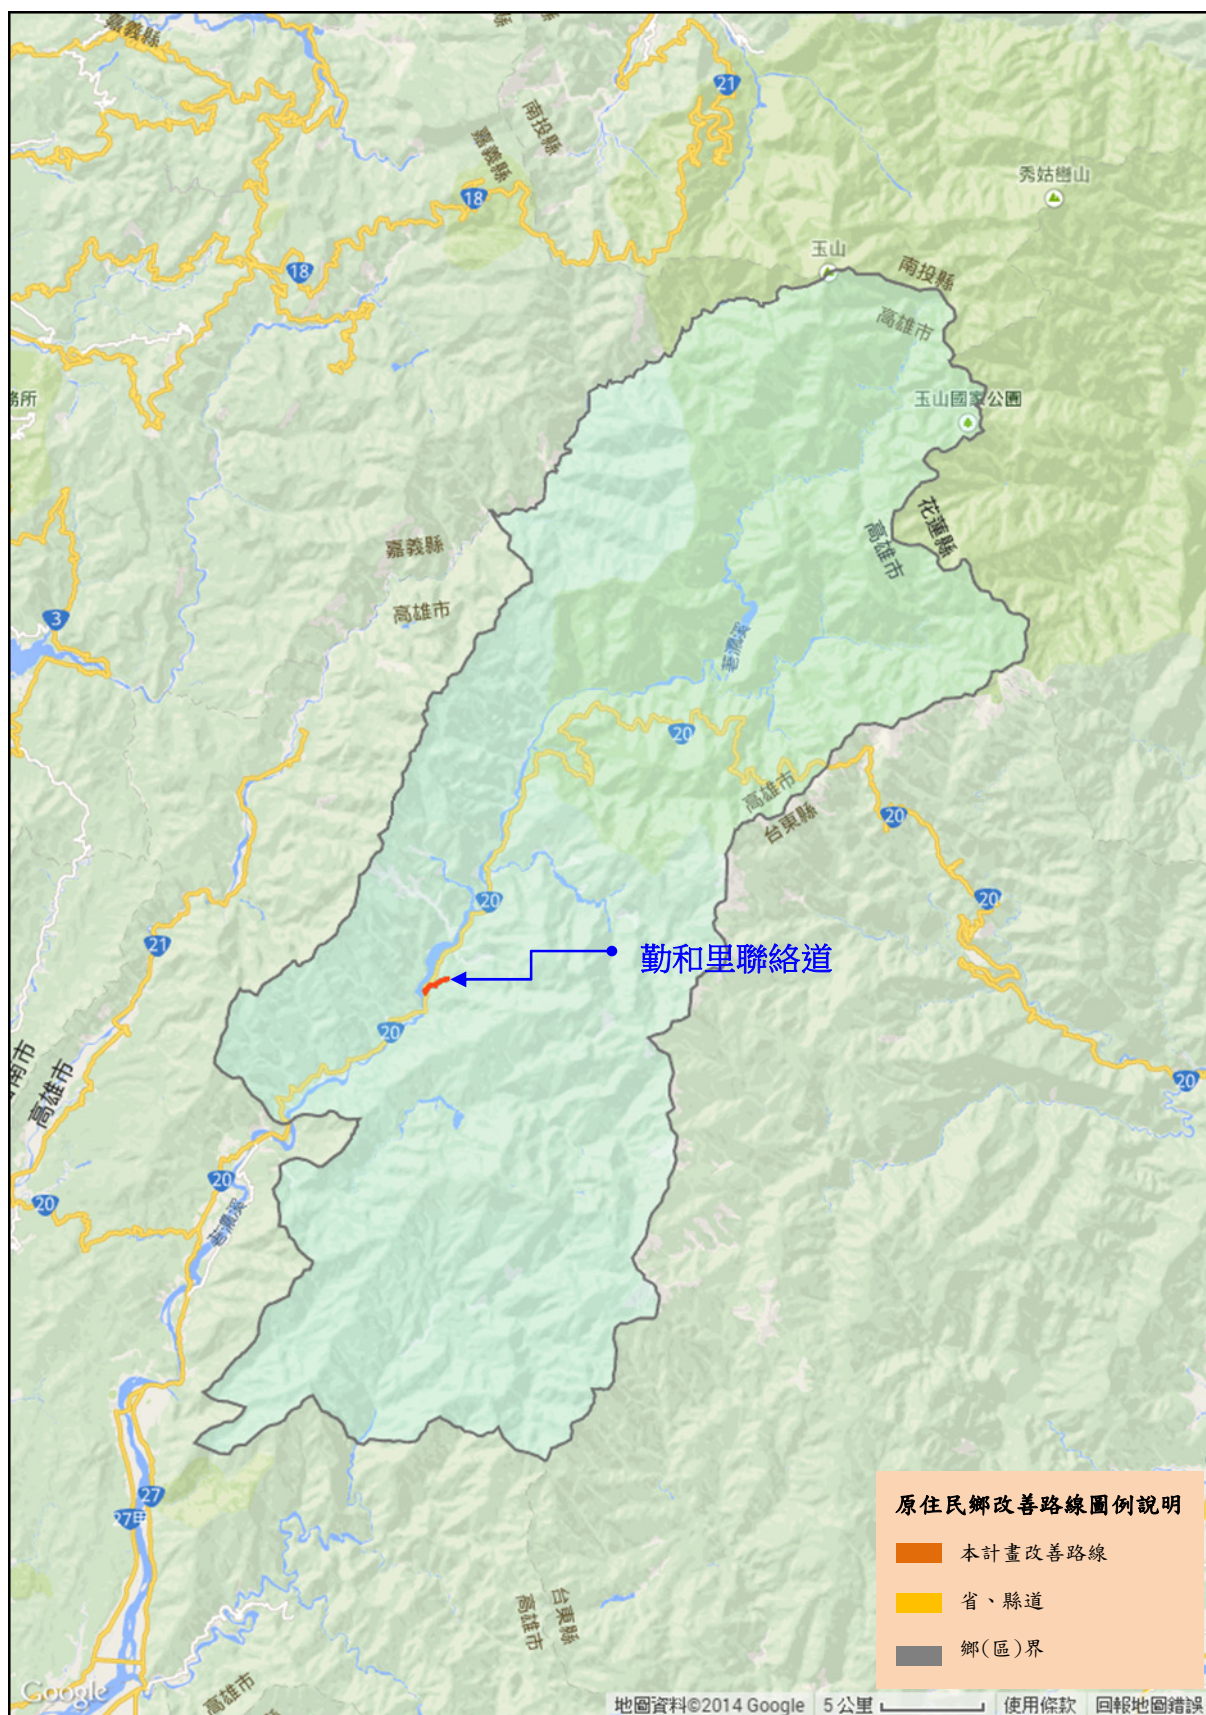 嘉義縣
21
南投縣
嘉義縣
18
18
秀姑巒山
玉山
南投縣
高雄市
務所
玉山國家公園
花蓮縣
高雄市
嘉義縣
高雄市
3
荖濃溪
20
高雄市
台東縣
20
20
20
21
勤和里聯絡道
20
南市
高雄市
20
20
20
荖濃溪
27
27甲
台東縣
高雄市
高雄市
原住民鄉改善路線圖例說明
本計畫改善路線
省、縣道
鄉(區)界
Google
地圖資料©2014 Google
5 公里
使用條款
回報地圖錯誤